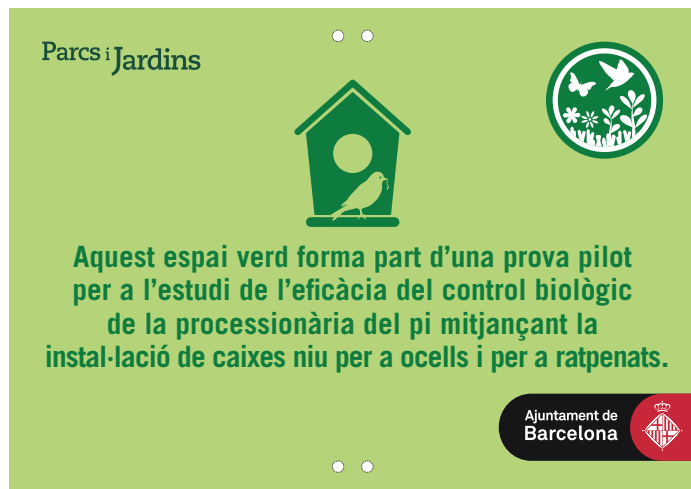 Parcs i Jardins
Aquest espai verd forma part d'una prova pilot
per a l'estudi de l'eficàcia del control biològic
de la processionària del pi mitjançant la
instal·lació de caixes niu per a ocells i per a ratpenats.
Ajuntament de
Barcelona